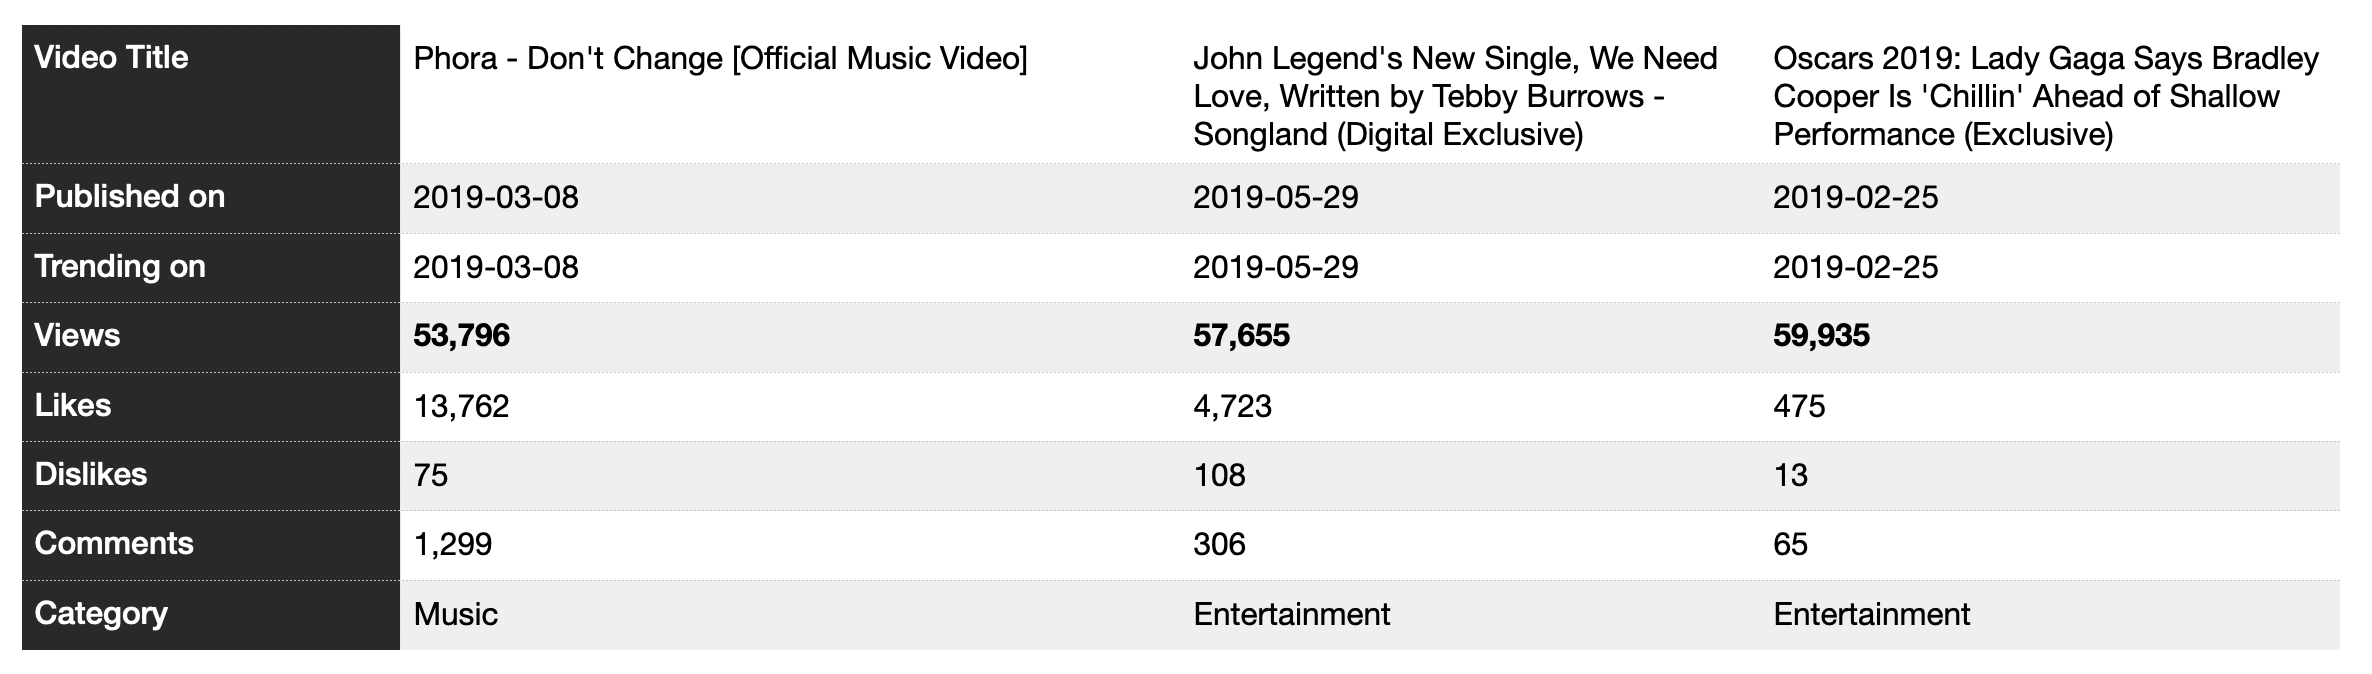 Video Title Phora - Don't Change [Official Music Video] John Legend's New Single, We Need Oscars 2019: Lady Gaga Says Bradley
Love, Written by Tebby Burrows - Cooper Is 'Chillin' Ahead of Shallow
Songland (Digital Exclusive) Performance (Exclusive)
Published on 2019-03-08 2019-05-29 2019-02-25
Trending on 2019-03-08 2019-05-29 2019-02-25
Views 53,796 57,655 59,935
Likes 13,762 4,723 475
Dislikes 75 108 13
Comments 1,299 306 65
Category Music Entertainment Entertainment